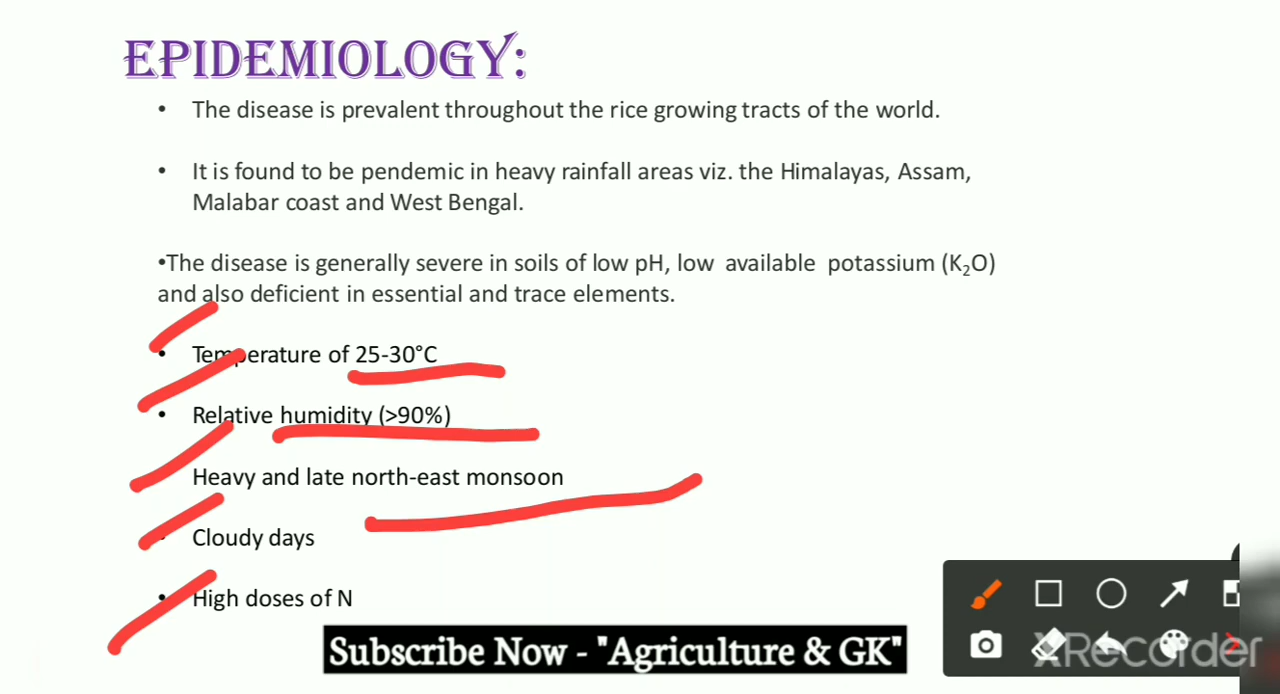 EPIDEMIOLOGY:
• The disease is prevalent throughout the rice growing tracts of the world.
• It is found to be pendemic in heavy rainfall areas viz. the Himalayas, Assam,
Malabar coast and West Bengal.
•The disease is generally severe in soils of low pH, low available potassium (K₂O)
and also deficient in essential and trace elements.
• Temperature of 25-30°C
• Relative humidity (>90%)
Heavy and late north-east monsoon
• Cloudy days
• High doses of N
Subscribe Now - "Agriculture & GK"
XRecorder